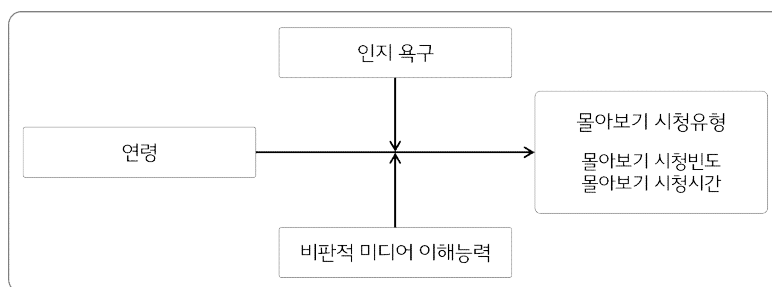 인지 욕구
연령
몰아보기 시청유형
몰아보기 시청빈도
몰아보기 시청시간
비판적 미디어 이해능력